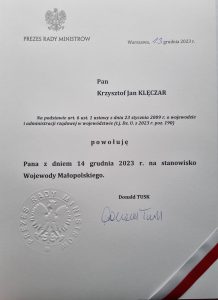 PREZES RADY MINISTRÓW
Warszawa, 13 grudnia 2023 r.
Pan
Krzysztof Jan KLĘCZAR
Na podstawie art. 6 ust. 1 ustawy z dnia 23 stycznia 2009 r. o wojewodzie
i administracji rządowej w województwie (t.j. Dz. U. z 2023 r. poz. 190)
powołuję
Pana z dniem 14 grudnia 2023 r. na stanowisko
Wojewody Małopolskiego.
Donald TUSK
Donald Tusk